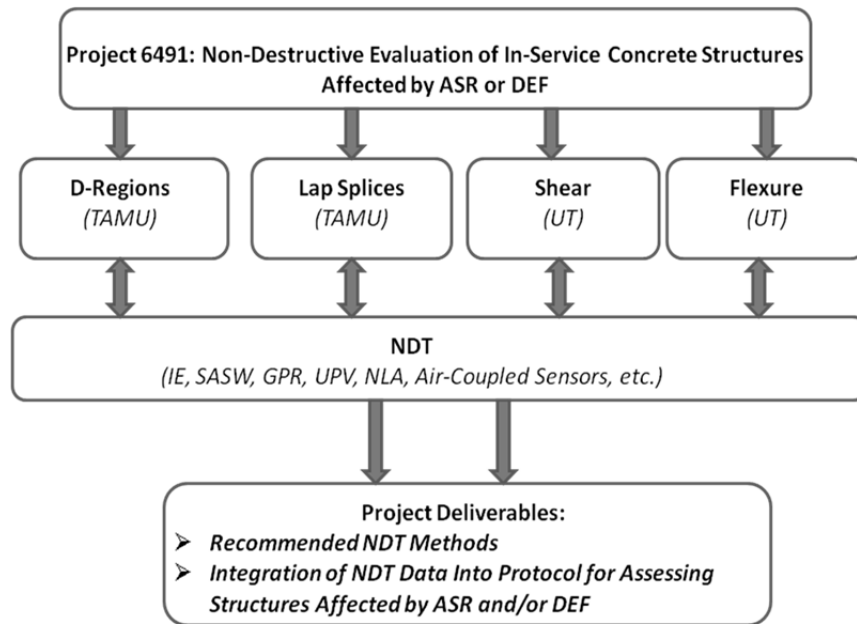 Project 6491: Non-Destructive Evaluation of In-Service Concrete Structures
Affected by ASR or DEF
D-Regions
(TAMU)
Lap Splices
(TAMU)
Shear
(UT)
Flexure
(UT)
NDT
(IE, SASW, GPR, UPV, NLA, Air-Coupled Sensors, etc.)
Project Deliverables:
➢ Recommended NDT Methods
➢ Integration of NDT Data Into Protocol for Assessing
Structures Affected by ASR and/or DEF